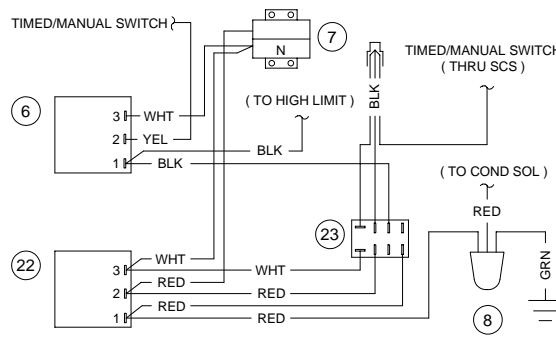 TIMED/MANUAL SWITCH
7
N
TIMED/MANUAL SWITCH
( THRU SCS )
6
3 WHT
2 YEL
1 BLK
BLK
( TO HIGH LIMIT )
BLK
( TO COND SOL )
RED
23
22
3 WHT
WHT
2 RED
RED
1 RED
RED
8
GRN